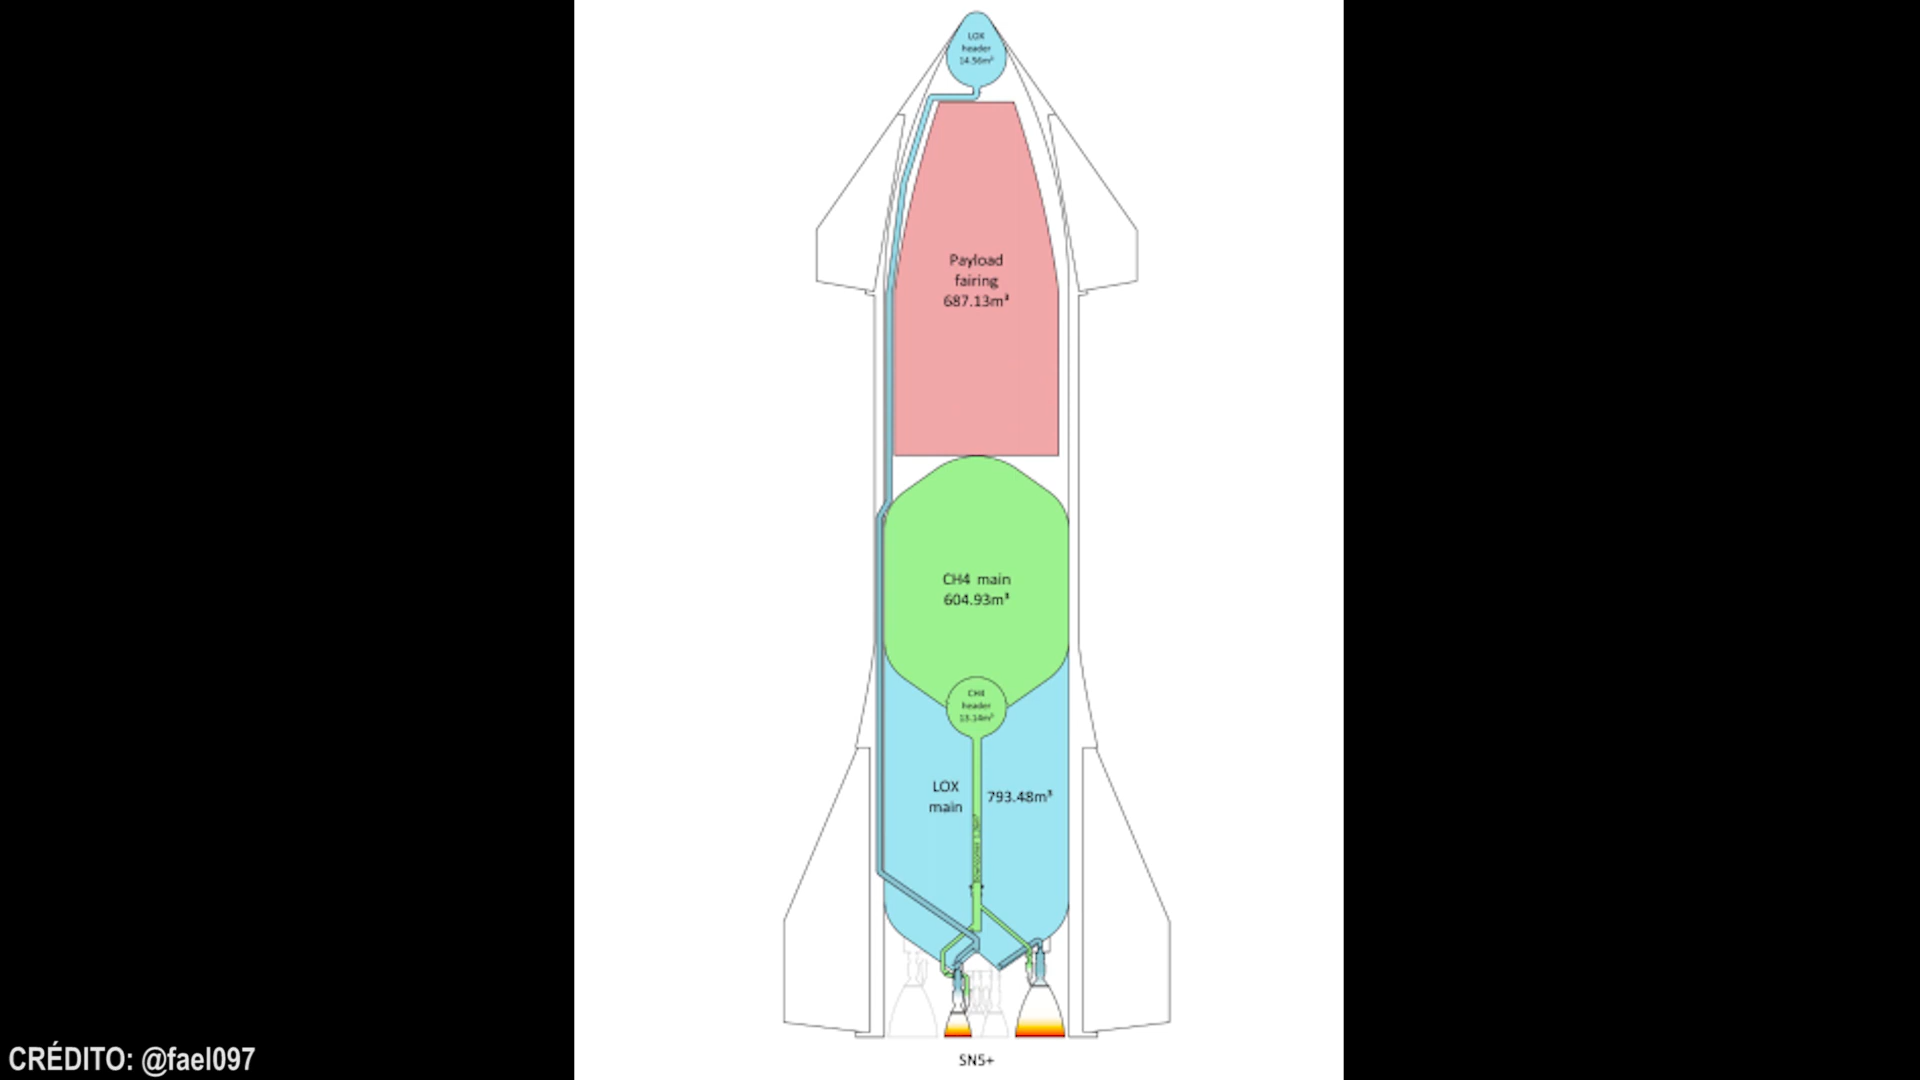 LOX
header
14.56m³
Payload
fairing
687.13m³
CH4 main
604.93m³
CH4
header
13.14m³
LOX
main
793.48m³
SN5+
CRÉDITO: @fael097